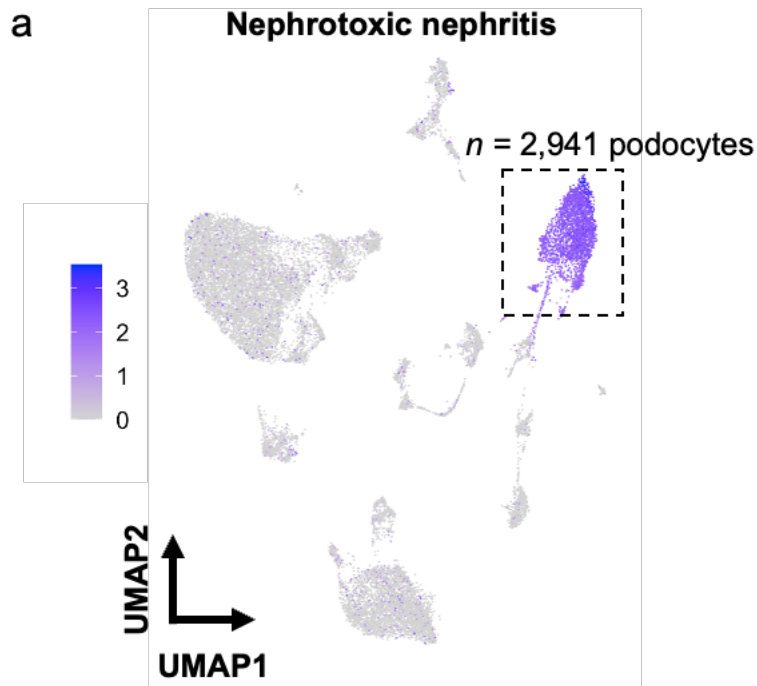 a
Nephrotoxic nephritis
n = 2,941 podocytes
3
2
1
0
UMAP2
UMAP1